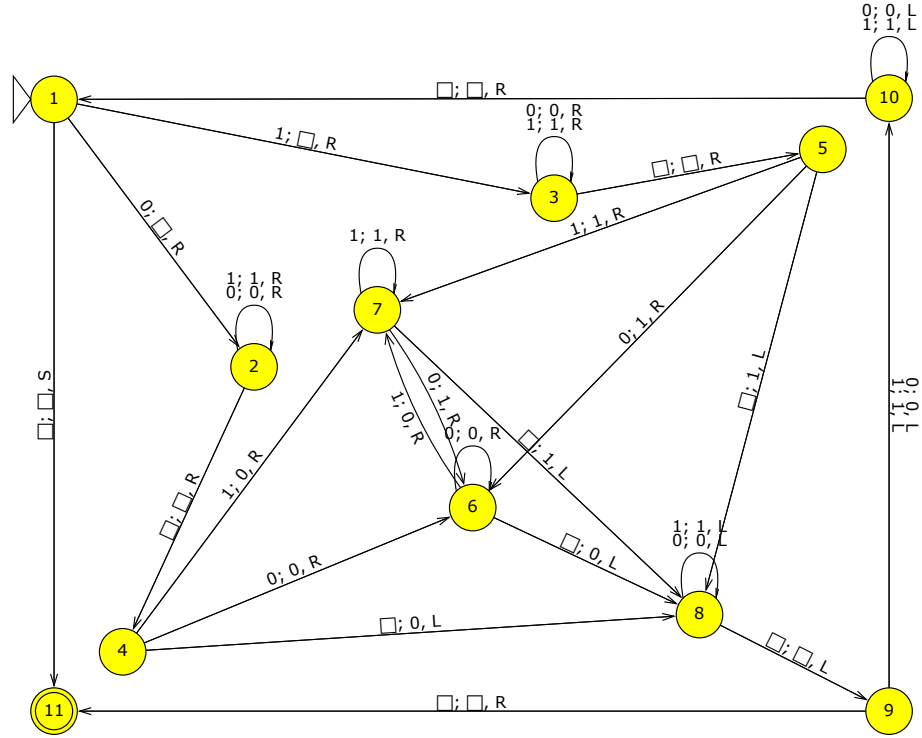 0; 0, L
1; 1, L
□; □, R
1
10
0; 0, R
1; 1, R
1; □, R
5
□; □, R
3
0; □, R
1; 1, R
1; 1, R
7
1; 1, R
0; 0, R
2
0; 1, R
□; 1, L
□; □, S
0; 0, L
1; 1, L
1; 0, R
0; 1, R
0; 0, R
□; 1, L
1; 0, R
□; □, R
6
1; 1, L
0; 0, L
□; 0, L
0; 0, R
8
□; 0, L
4
□; □, L
11
□; □, R
9